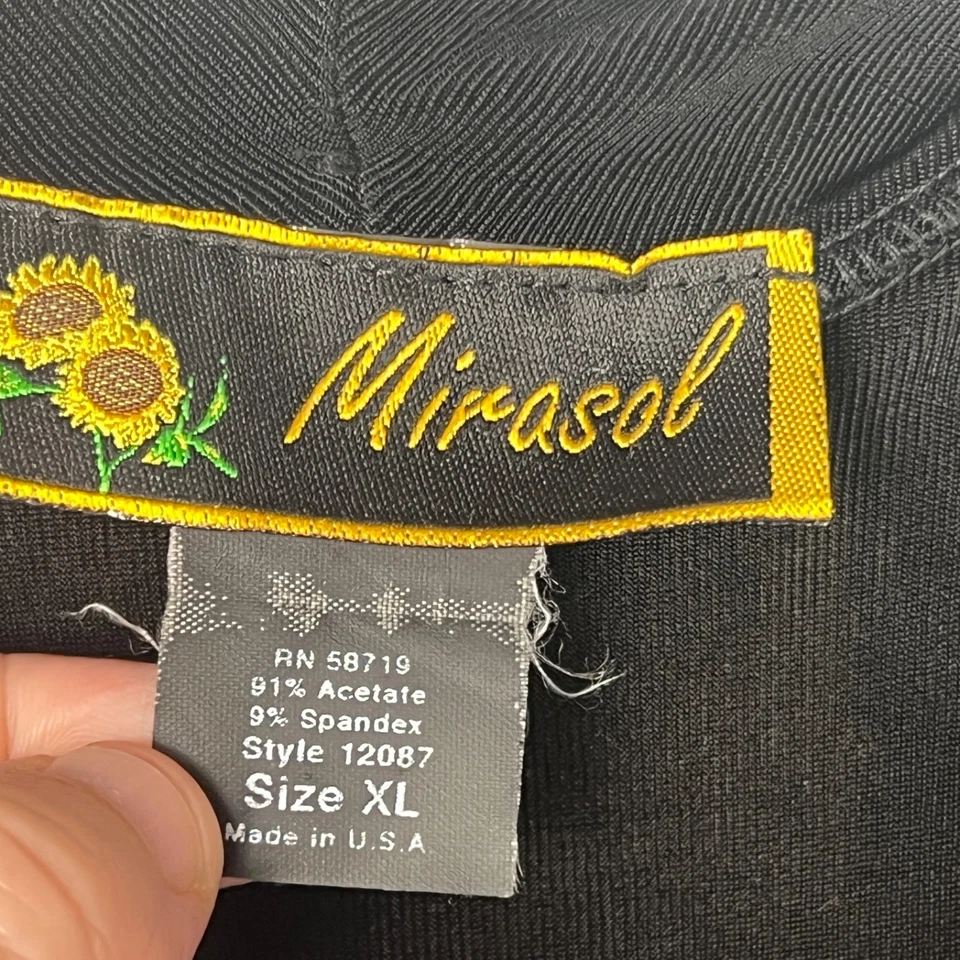 Mirasol
RN 58719
91% Acetate
9% Spandex
Style 12087
Size XL
Made in U.S.A